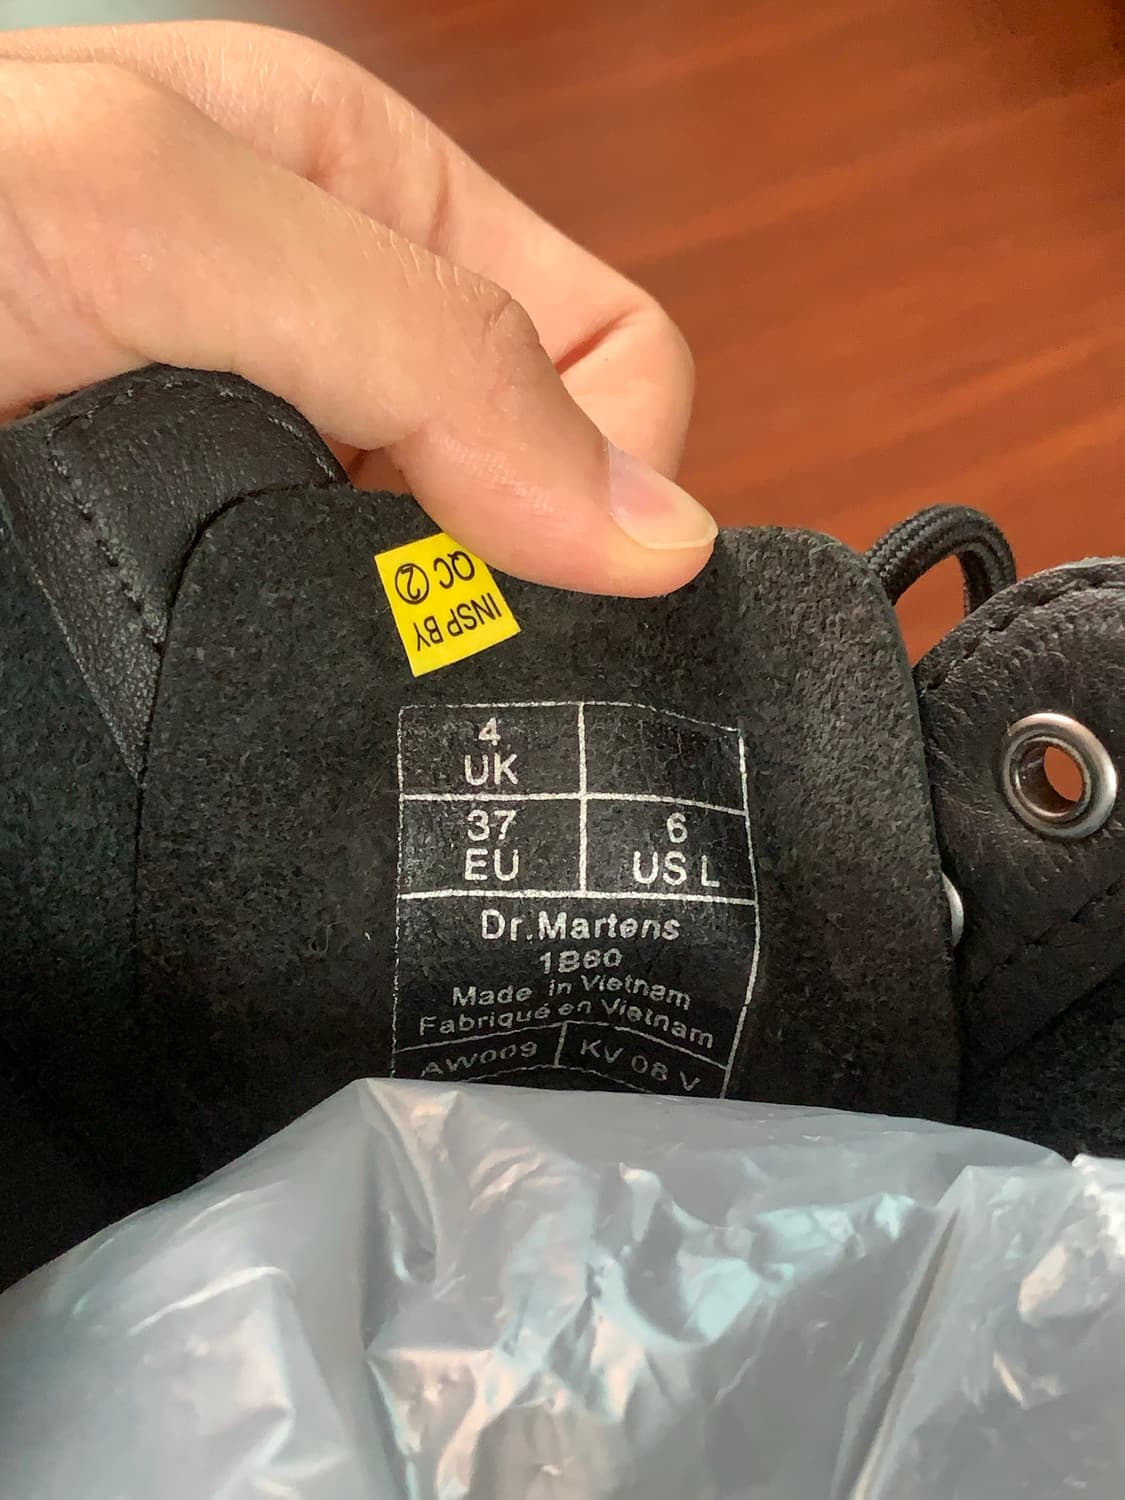 INSP BY
QC 2
4
UK
37
EU
6
US L
Dr.Martens
1B60
Made in Vietnam
Fabriqué en Vietnam
AW009
KV 08 V